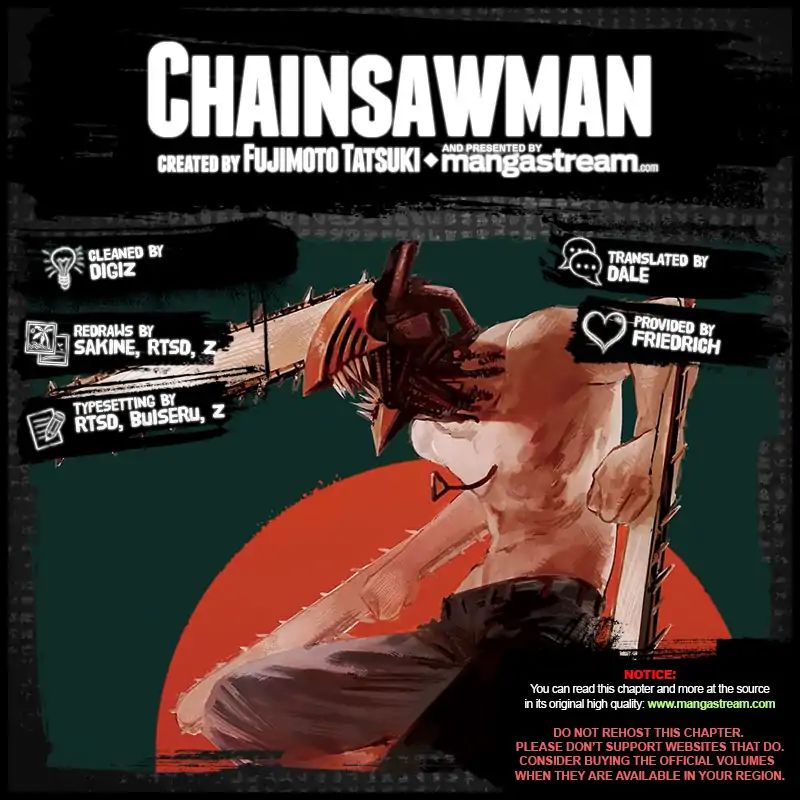 CHAINSAWMAN
CREATED BY FUJIMOTO TATSUKI ◆ AND PRESENTED BY mangastream.com
CLEANED BY
DIGIZ
REDRAWS BY
SAKINE, RTSD, Z
TYPESETTING BY
RTSD, BUISERU, Z
TRANSLATED BY
DALE
PROVIDED BY
FRIEDRICH
NOTICE:
You can read this chapter and more at the source
in its original high quality: www.mangastream.com
DO NOT REHOST THIS CHAPTER.
PLEASE DON'T SUPPORT WEBSITES THAT DO.
CONSIDER BUYING THE OFFICIAL VOLUMES
WHEN THEY ARE AVAILABLE IN YOUR REGION.